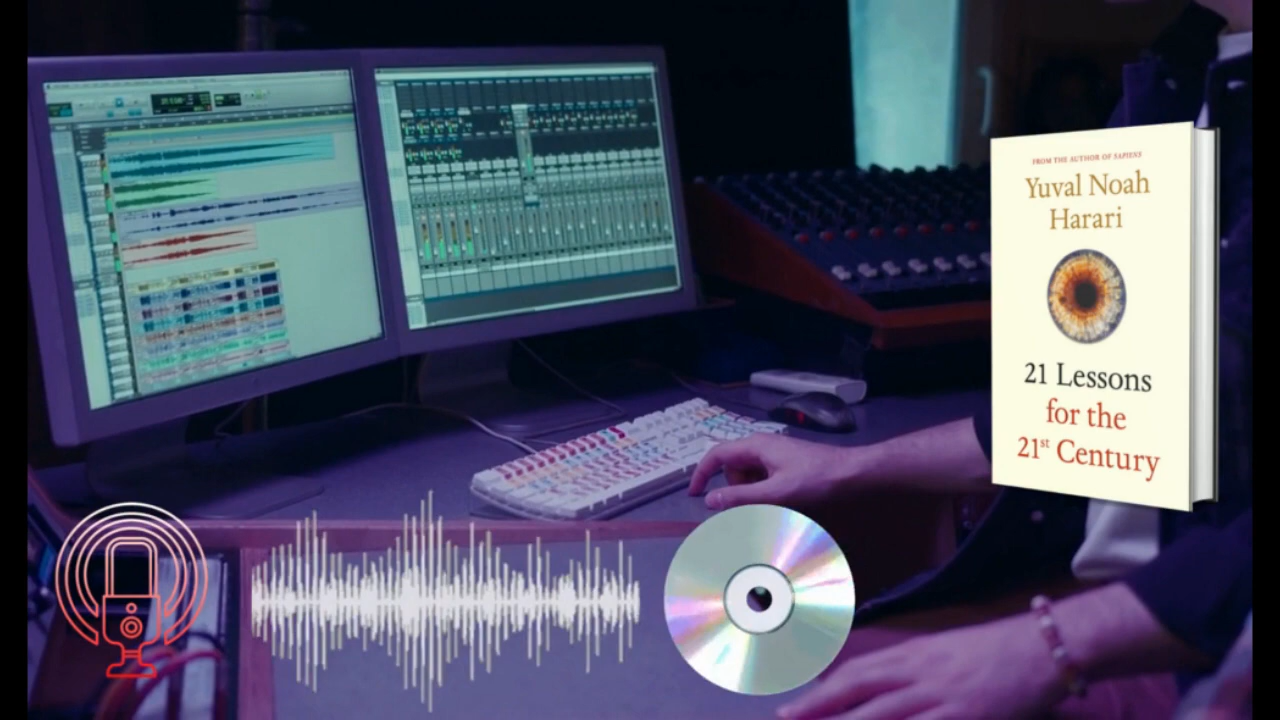 FROM THE AUTHOR OF SAPIENS
Yuval Noah
Harari
21 Lessons
for the
21st Century